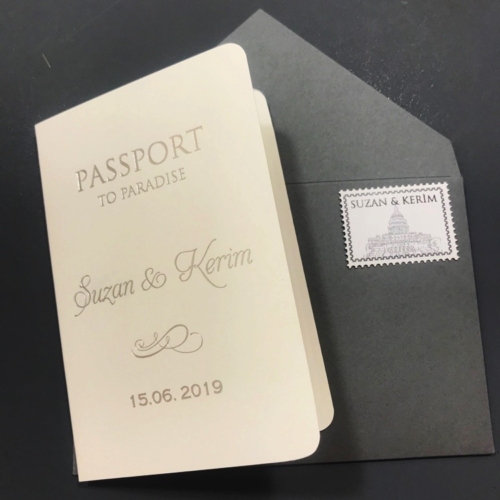 PASSPORT
TO PARADISE
Suzan & Kerim
15.06.2019
SUZAN & KERİM